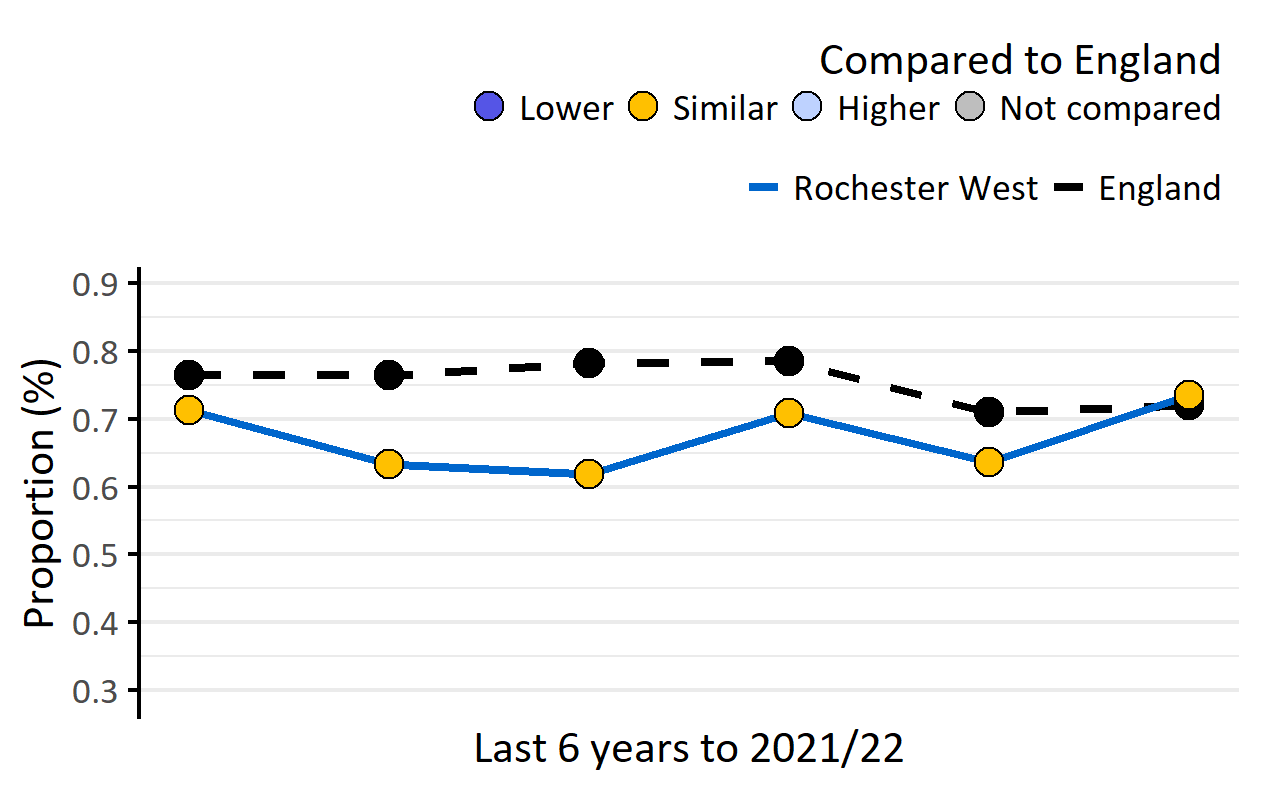 Compared to England
Lower Similar Higher Not compared
Rochester West England
0.9
0.8
0.7
0.6
0.5
0.4
0.3
Proportion (%)
Last 6 years to 2021/22